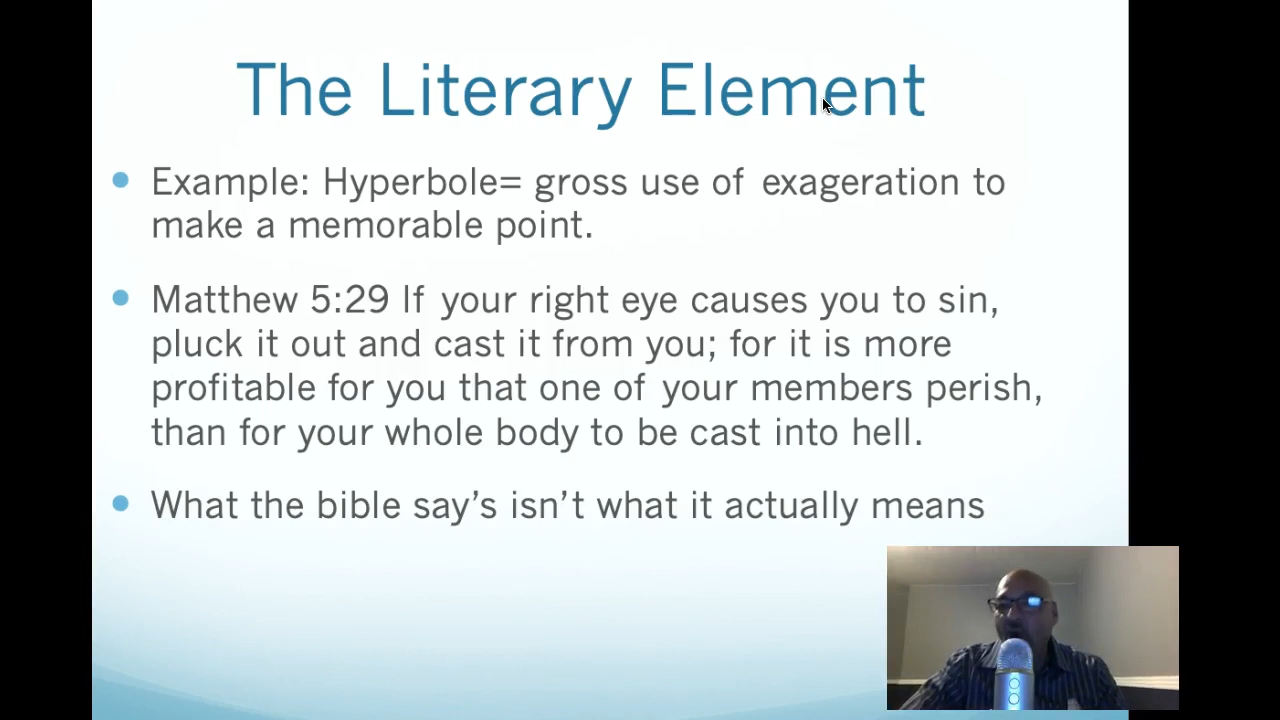 The Literary Element
Example: Hyperbole= gross use of exageration to
make a memorable point.
Matthew 5:29 If your right eye causes you to sin,
pluck it out and cast it from you; for it is more
profitable for you that one of your members perish,
than for your whole body to be cast into hell.
What the bible say’s isn’t what it actually means